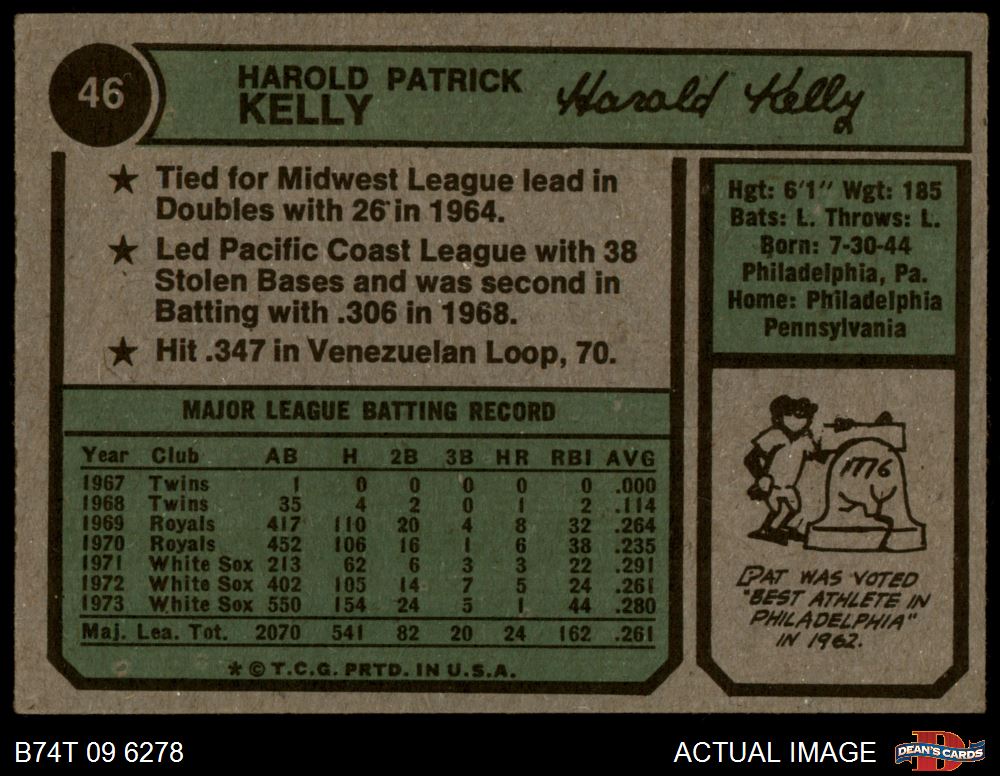 46
HAROLD PATRICK
KELLY
Harold Kelly
★ Tied for Midwest League lead in
Doubles with 26 in 1964.
★ Led Pacific Coast League with 38
Stolen Bases and was second in
Batting with .306 in 1968.
★ Hit .347 in Venezuelan Loop, 70.
Hgt: 6'1" Wgt: 185
Bats: L. Throws: L.
Born: 7-30-44
Philadelphia, Pa.
Home: Philadelphia
Pennsylvania
MAJOR LEAGUE BATTING RECORD
Year Club AB H 2B 3B HR RBI AVG
1967 Twins 1 0 0 0 0 0 .000
1968 Twins 35 4 2 0 1 2 .114
1969 Royals 417 110 20 4 8 32 .264
1970 Royals 452 106 16 1 6 38 .235
1971 White Sox 213 62 6 3 3 22 .291
1972 White Sox 402 105 14 7 5 24 .261
1973 White Sox 550 154 24 5 1 44 .280
Maj. Lea. Tot. 2070 541 82 20 24 162 .261
* © T.C.G. PRTD. IN U.S.A.
1776
PAT WAS VOTED
"BEST ATHLETE IN
PHILADELPHIA"
IN 1962.
B74T 09 6278
ACTUAL IMAGE
DEAN'S CARDS